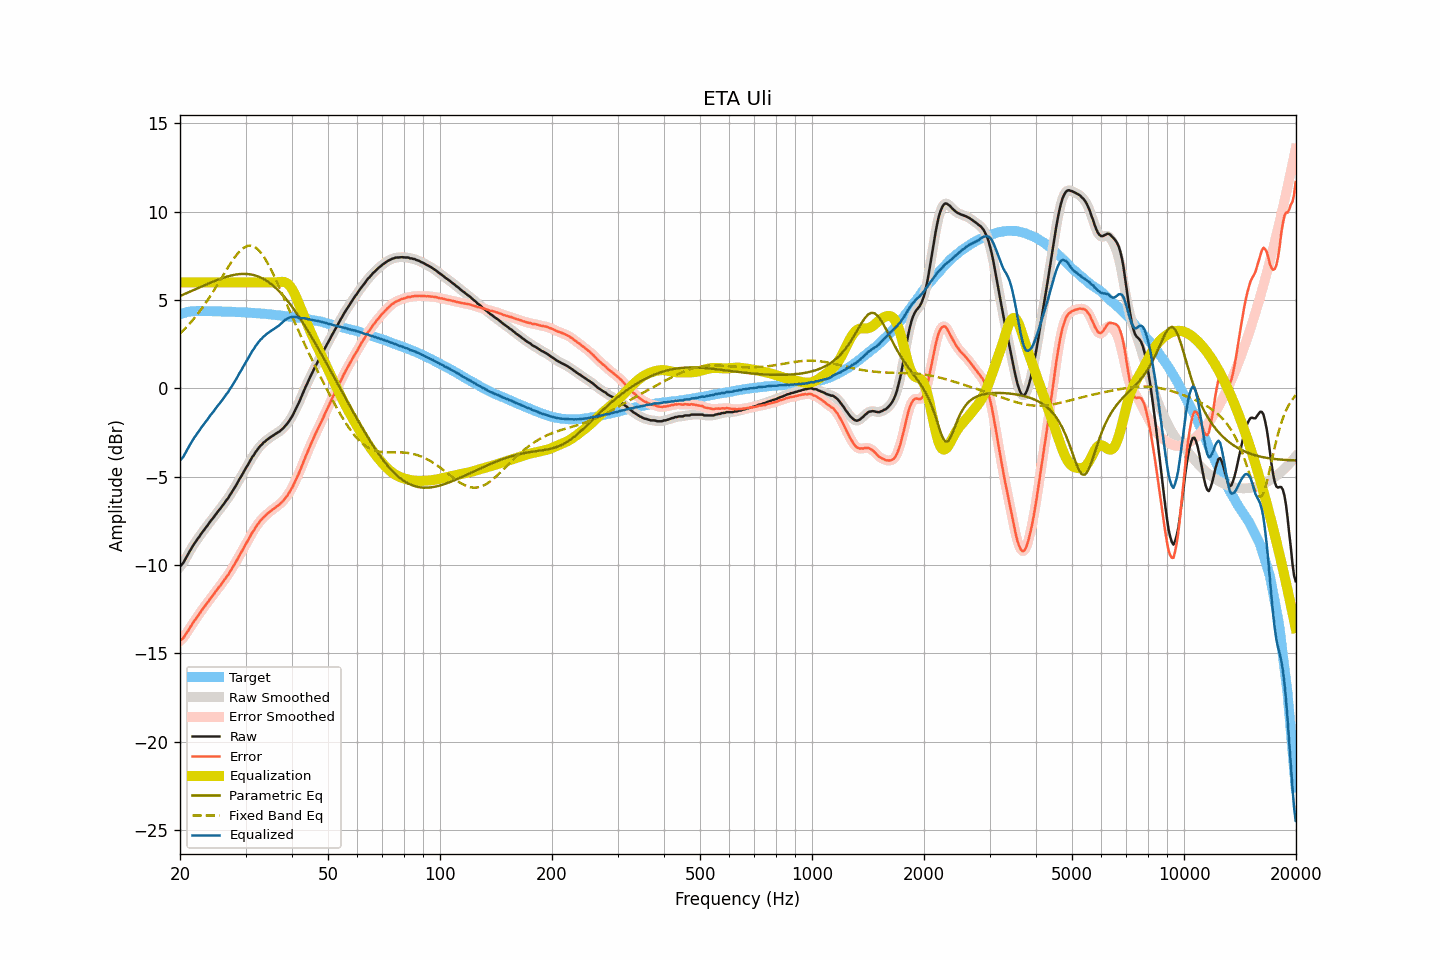 ETA Uli
15
10
5
0
−5
−10
−15
−20
−25
Amplitude (dBr)
Target
Raw Smoothed
Error Smoothed
Raw
Error
Equalization
Parametric Eq
Fixed Band Eq
Equalized
20 50 100 200 500 1000 2000 5000 10000 20000
Frequency (Hz)